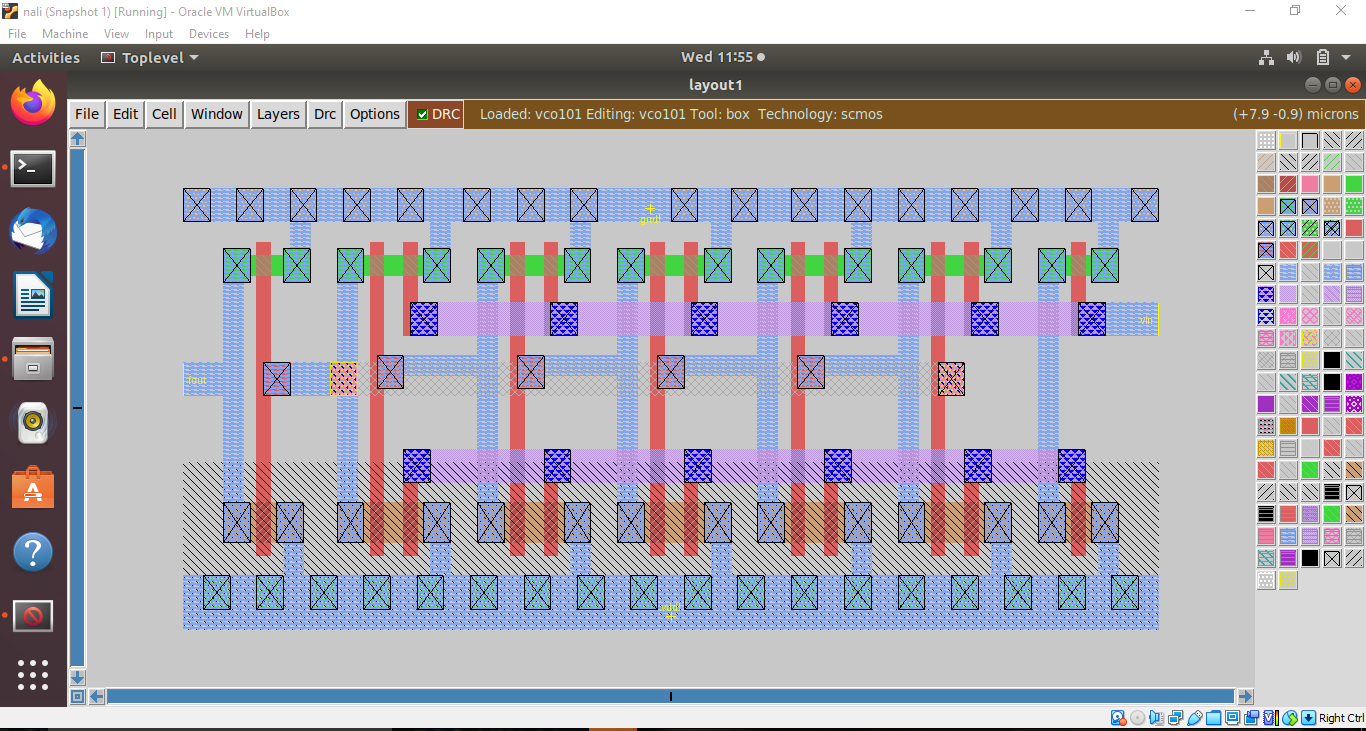 nali (Snapshot 1) [Running] - Oracle VM VirtualBox
File Machine View Input Devices Help
Activities Toplevel Wed 11:55
layout1
File Edit Cell Window Layers Drc Options DRC Loaded: vco101 Editing: vco101 Tool: box Technology: scmos (+7.9 -0.9) microns
gnd!
vin
fout
vdd!
Right Ctrl